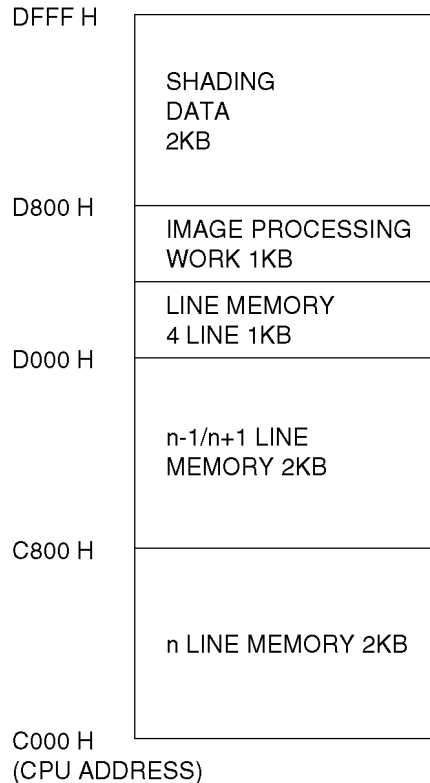 DFFF H
SHADING
DATA
2KB
D800 H
IMAGE PROCESSING
WORK 1KB
LINE MEMORY
4 LINE 1KB
D000 H
n-1/n+1 LINE
MEMORY 2KB
C800 H
n LINE MEMORY 2KB
C000 H
(CPU ADDRESS)